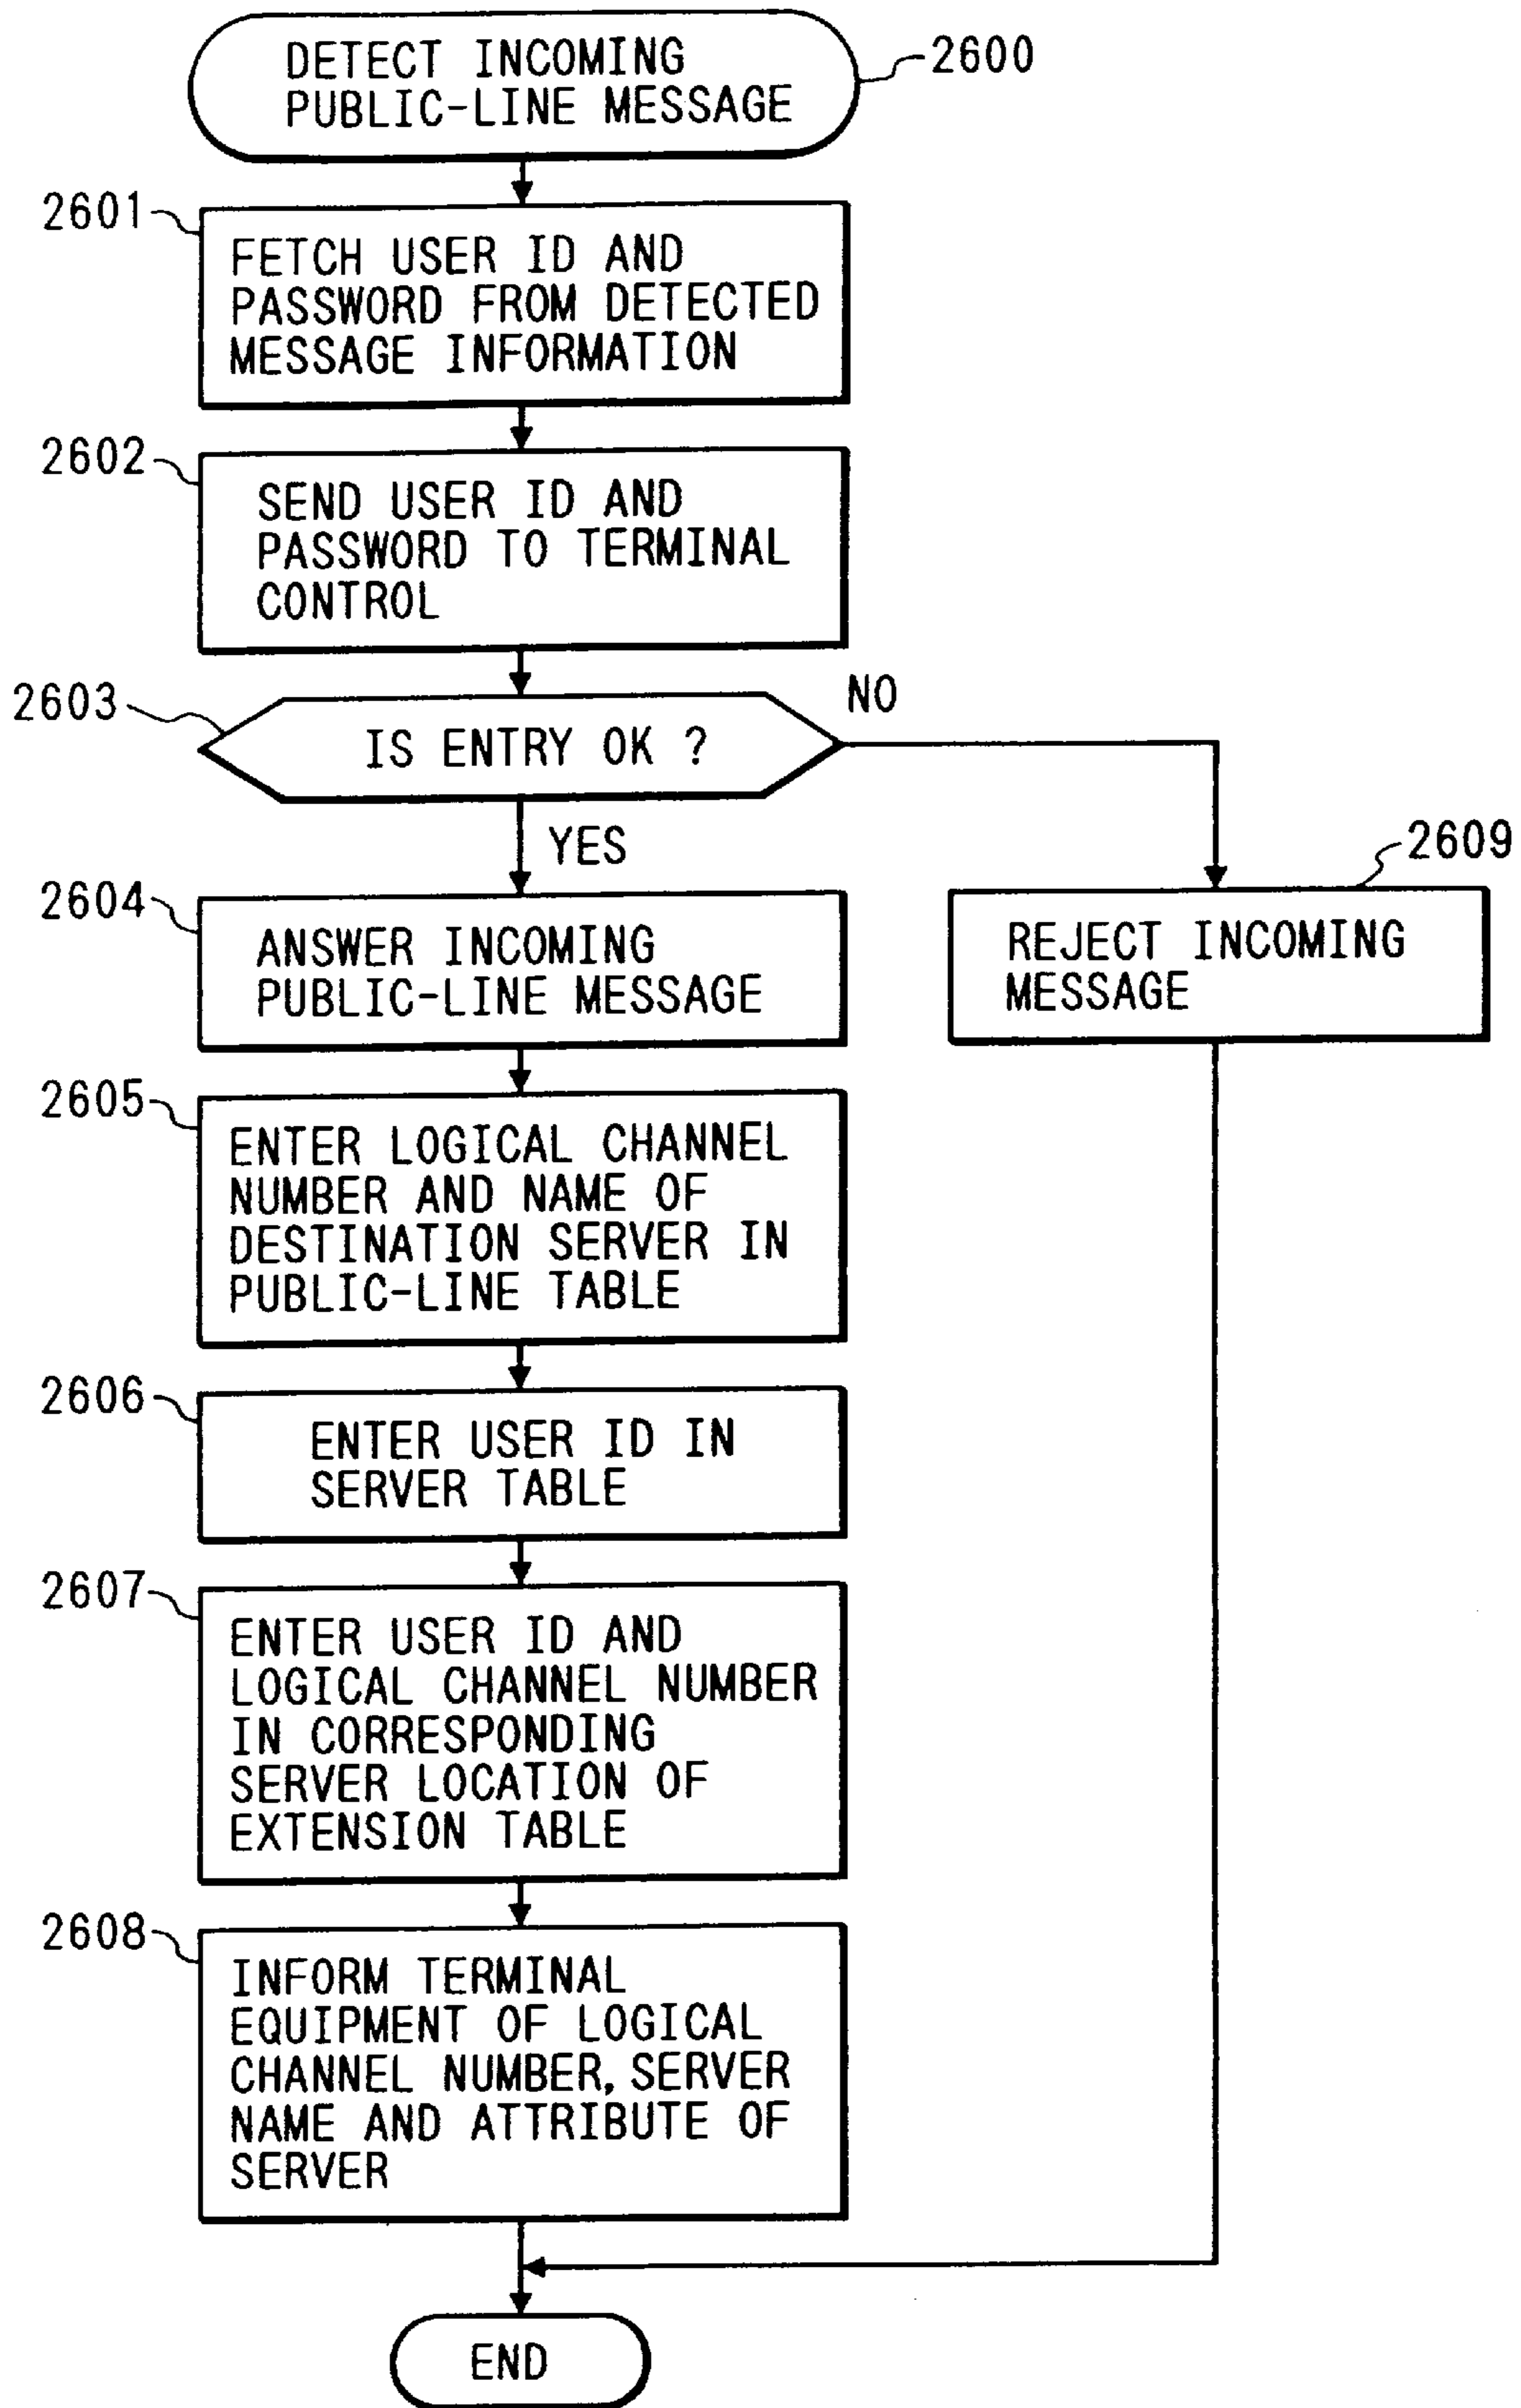 DETECT INCOMING
PUBLIC-LINE MESSAGE
2600
2601
FETCH USER ID AND
PASSWORD FROM DETECTED
MESSAGE INFORMATION
2602
SEND USER ID AND
PASSWORD TO TERMINAL
CONTROL
2603
IS ENTRY OK ?
NO
YES
2604
ANSWER INCOMING
PUBLIC-LINE MESSAGE
2609
REJECT INCOMING
MESSAGE
2605
ENTER LOGICAL CHANNEL
NUMBER AND NAME OF
DESTINATION SERVER IN
PUBLIC-LINE TABLE
2606
ENTER USER ID IN
SERVER TABLE
2607
ENTER USER ID AND
LOGICAL CHANNEL NUMBER
IN CORRESPONDING
SERVER LOCATION OF
EXTENSION TABLE
2608
INFORM TERMINAL
EQUIPMENT OF LOGICAL
CHANNEL NUMBER, SERVER
NAME AND ATTRIBUTE OF
SERVER
END